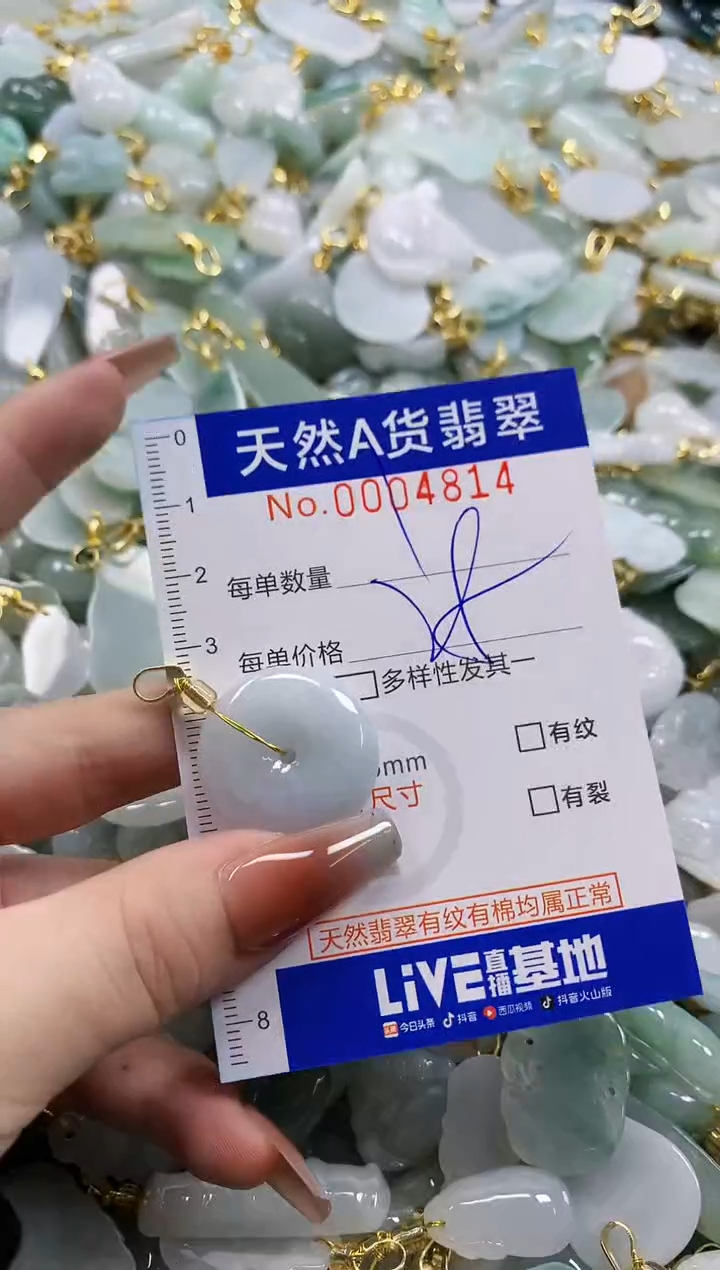 天然A货翡翠
No.0004814
0
1
2
3
8
每单数量
每单价格
多样性发其一
mm
尺寸
有纹
有裂
天然翡翠有纹有棉均属正常
LiVE直播基地
今日头条 抖音 西瓜视频 抖音火山版